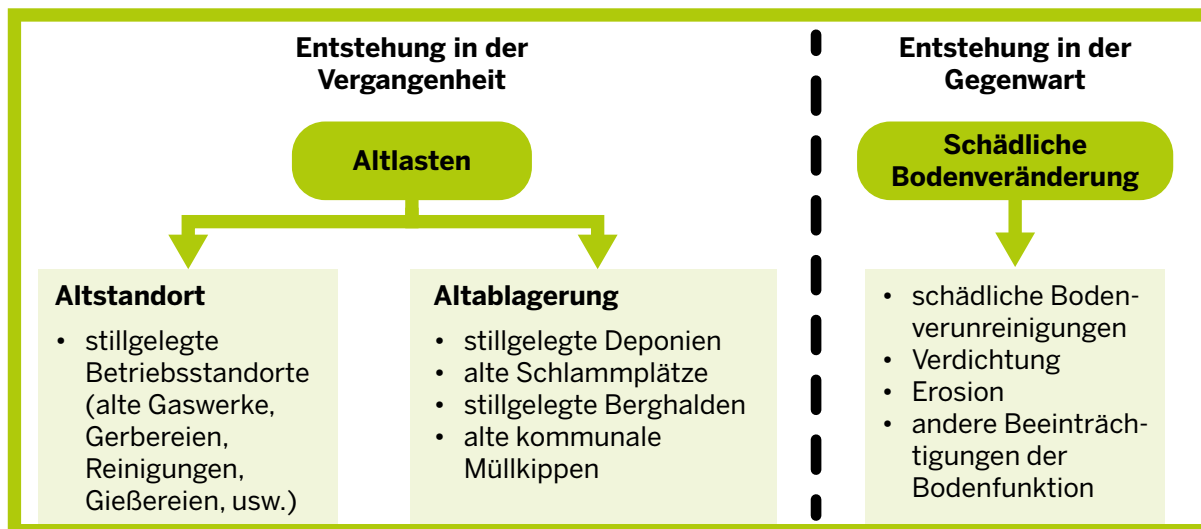 Entstehung in der
Vergangenheit
Altlasten
Altstandort
• stillgelegte
Betriebsstandorte
(alte Gaswerke,
Gerbereien,
Reinigungen,
Gießereien, usw.)
Altablagerung
• stillgelegte Deponien
• alte Schlammplätze
• stillgelegte Berghalden
• alte kommunale
Müllkippen
Entstehung in der
Gegenwart
Schädliche
Bodenveränderung
• schädliche Boden-
verunreinigungen
• Verdichtung
• Erosion
• andere Beeinträch-
tigungen der
Bodenfunktion